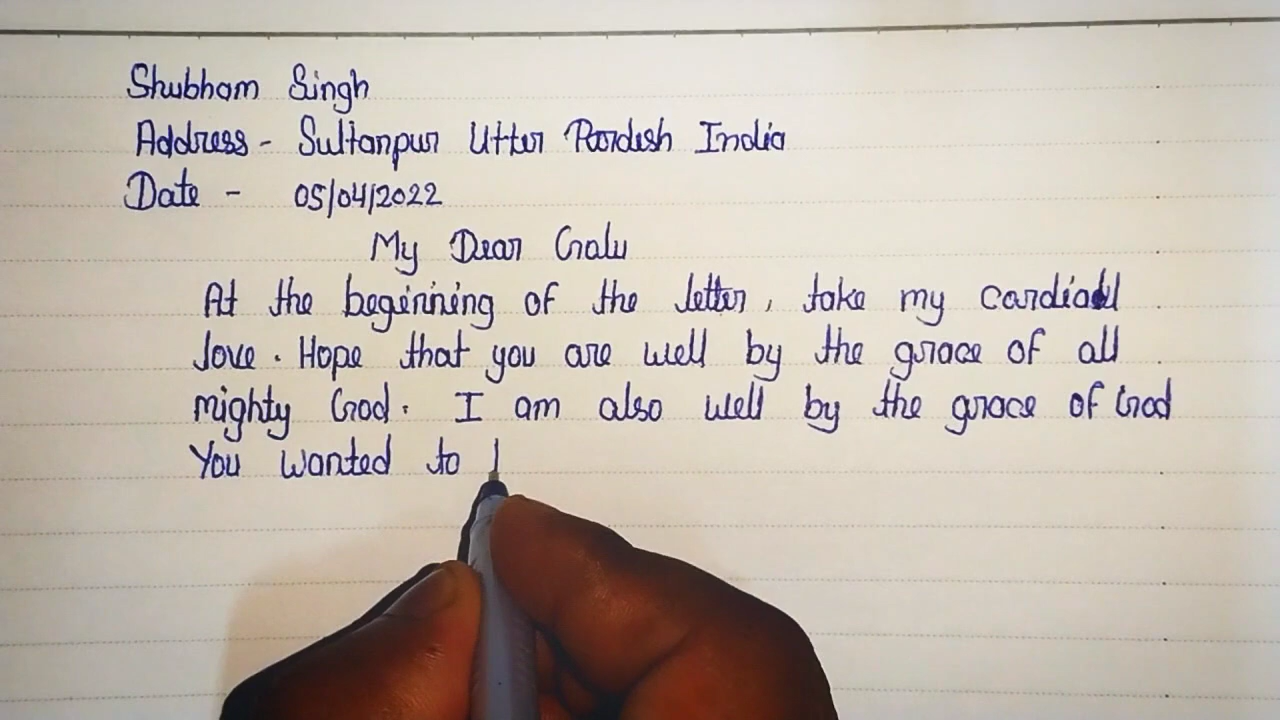 Shubham Singh
Address - Sultanpur Utter Pardesh India
Date - 05/04/2022
My Dear Golu
At the beginning of the letter, take my cardiadl
love. Hope that you are well by the grace of all
mighty God. I am also well by the grace of God
You wanted to